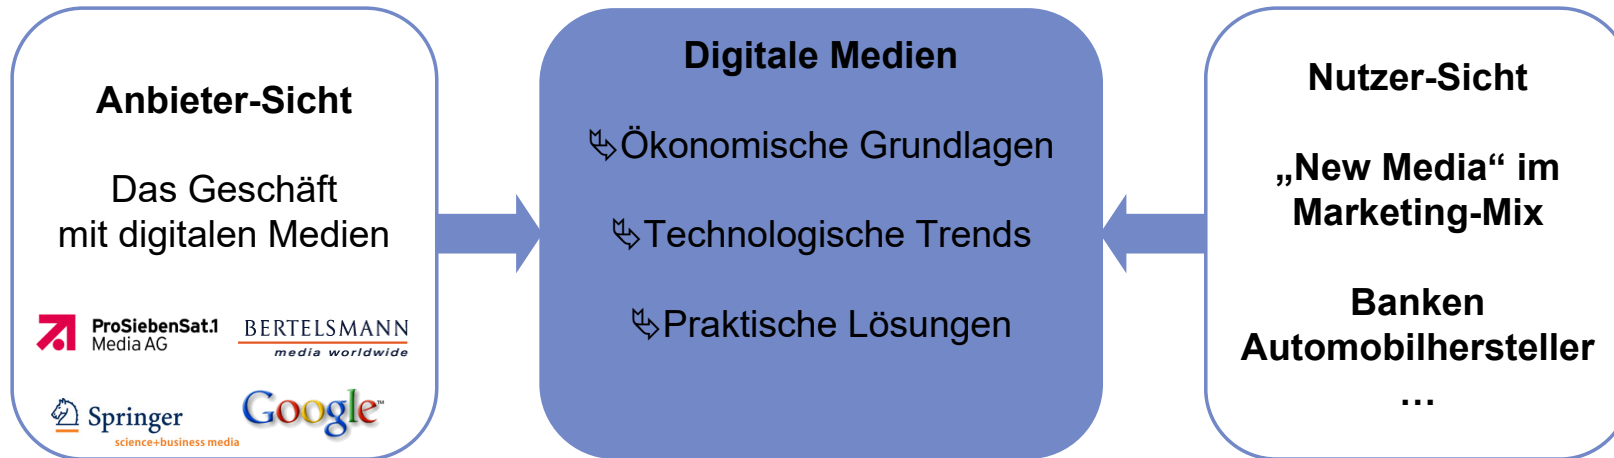 Anbieter-Sicht
Das Geschäft
mit digitalen Medien
ProSiebenSat.1
Media AG
BERTELSMANN
media worldwide
Springer
science+business media
Google™
Digitale Medien
⮱Ökonomische Grundlagen
⮱Technologische Trends
⮱Praktische Lösungen
Nutzer-Sicht
„New Media“ im
Marketing-Mix
Banken
Automobilhersteller
…